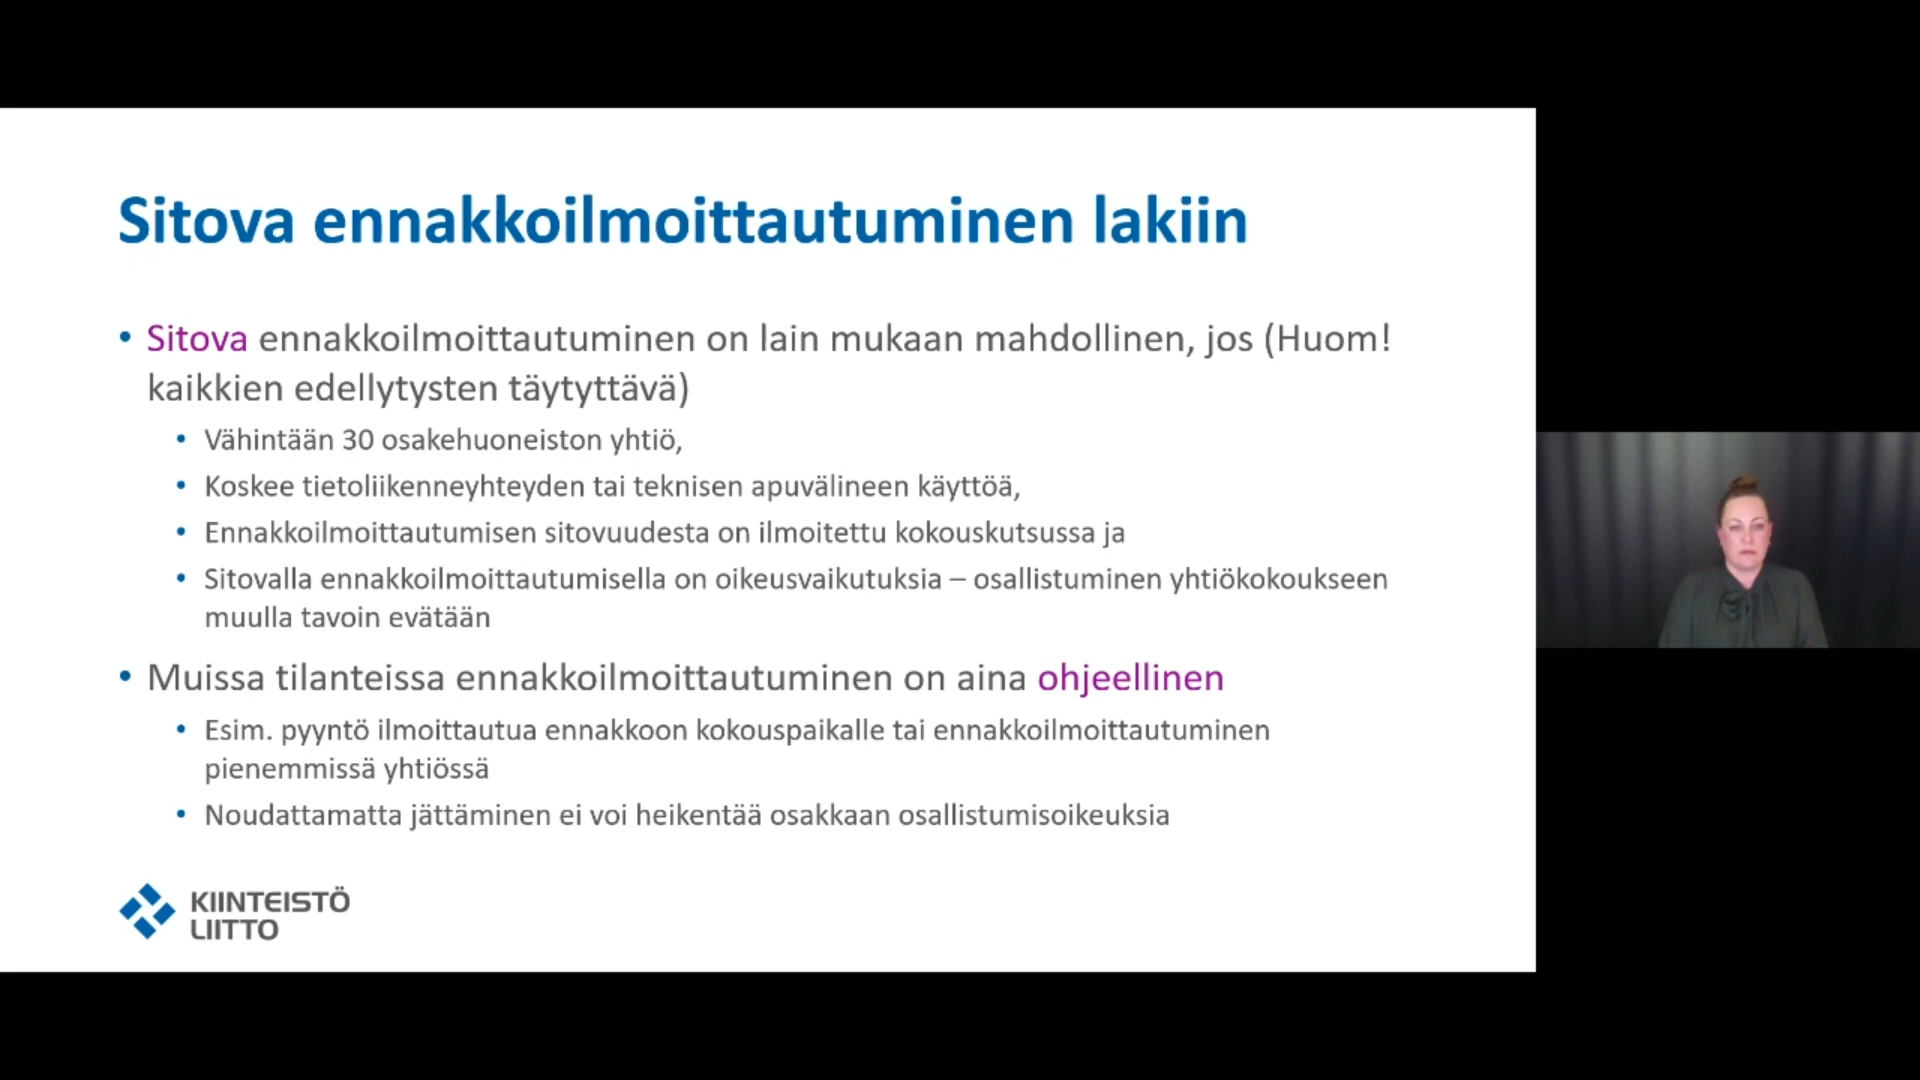 Sitova ennakkoilmoittautuminen lakiin
• Sitova ennakkoilmoittautuminen on lain mukaan mahdollinen, jos (Huom!
kaikkien edellytysten täytyttävä)
• Vähintään 30 osakehuoneiston yhtiö,
• Koskee tietoliikenneyhteyden tai teknisen apuvälineen käyttöä,
• Ennakkoilmoittautumisen sitovuudesta on ilmoitettu kokouskutsussa ja
• Sitovalla ennakkoilmoittautumisella on oikeusvaikutuksia – osallistuminen yhtiökokoukseen
muulla tavoin evätään
• Muissa tilanteissa ennakkoilmoittautuminen on aina ohjeellinen
• Esim. pyyntö ilmoittautua ennakkoon kokouspaikalle tai ennakkoilmoittautuminen
pienemmissä yhtiössä
• Noudattamatta jättäminen ei voi heikentää osakkaan osallistumisoikeuksia
KIINTEISTÖ
LIITTO